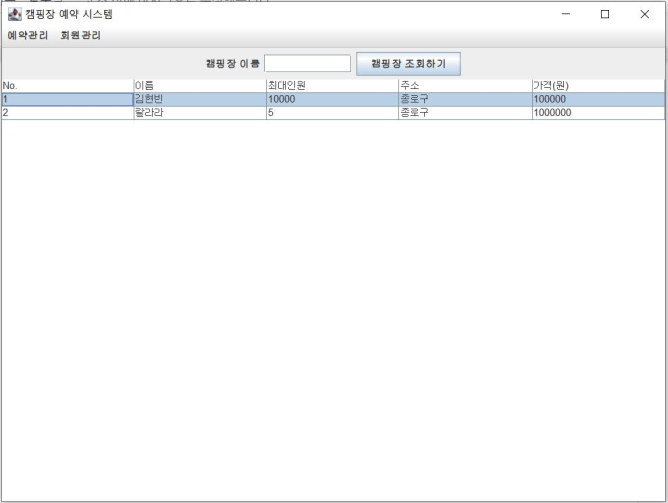 캠핑장 예약 시스템
예약관리 회원관리
캠핑장 이름 캠핑장 조회하기
No. 이름 최대인원 주소 가격(원)
1 김현빈 10000 종로구 100000
2 랄라라 5 종로구 1000000